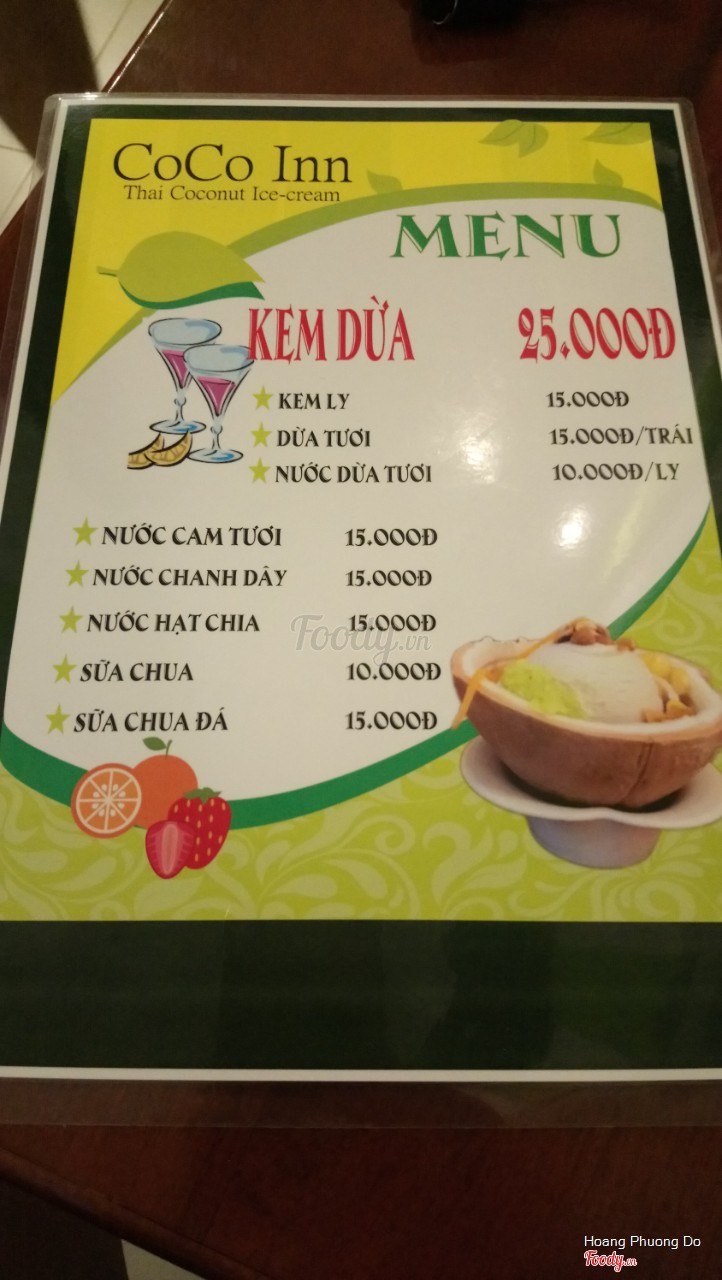 CoCo Inn
Thai Coconut Ice-cream
MENU
KEM DỪA 25.000Đ
KEM LY 15.000Đ
DỪA TƯƠI 15.000Đ/TRÁI
NƯỚC DỪA TƯƠI 10.000Đ/LY
NƯỚC CAM TƯƠI 15.000Đ
NƯỚC CHANH DÂY 15.000Đ
NƯỚC HẠT CHIA 15.000Đ
Foody.vn
SỮA CHUA 10.000Đ
SỮA CHUA ĐÁ 15.000Đ
Hoang Phuong Do
Foody.vn